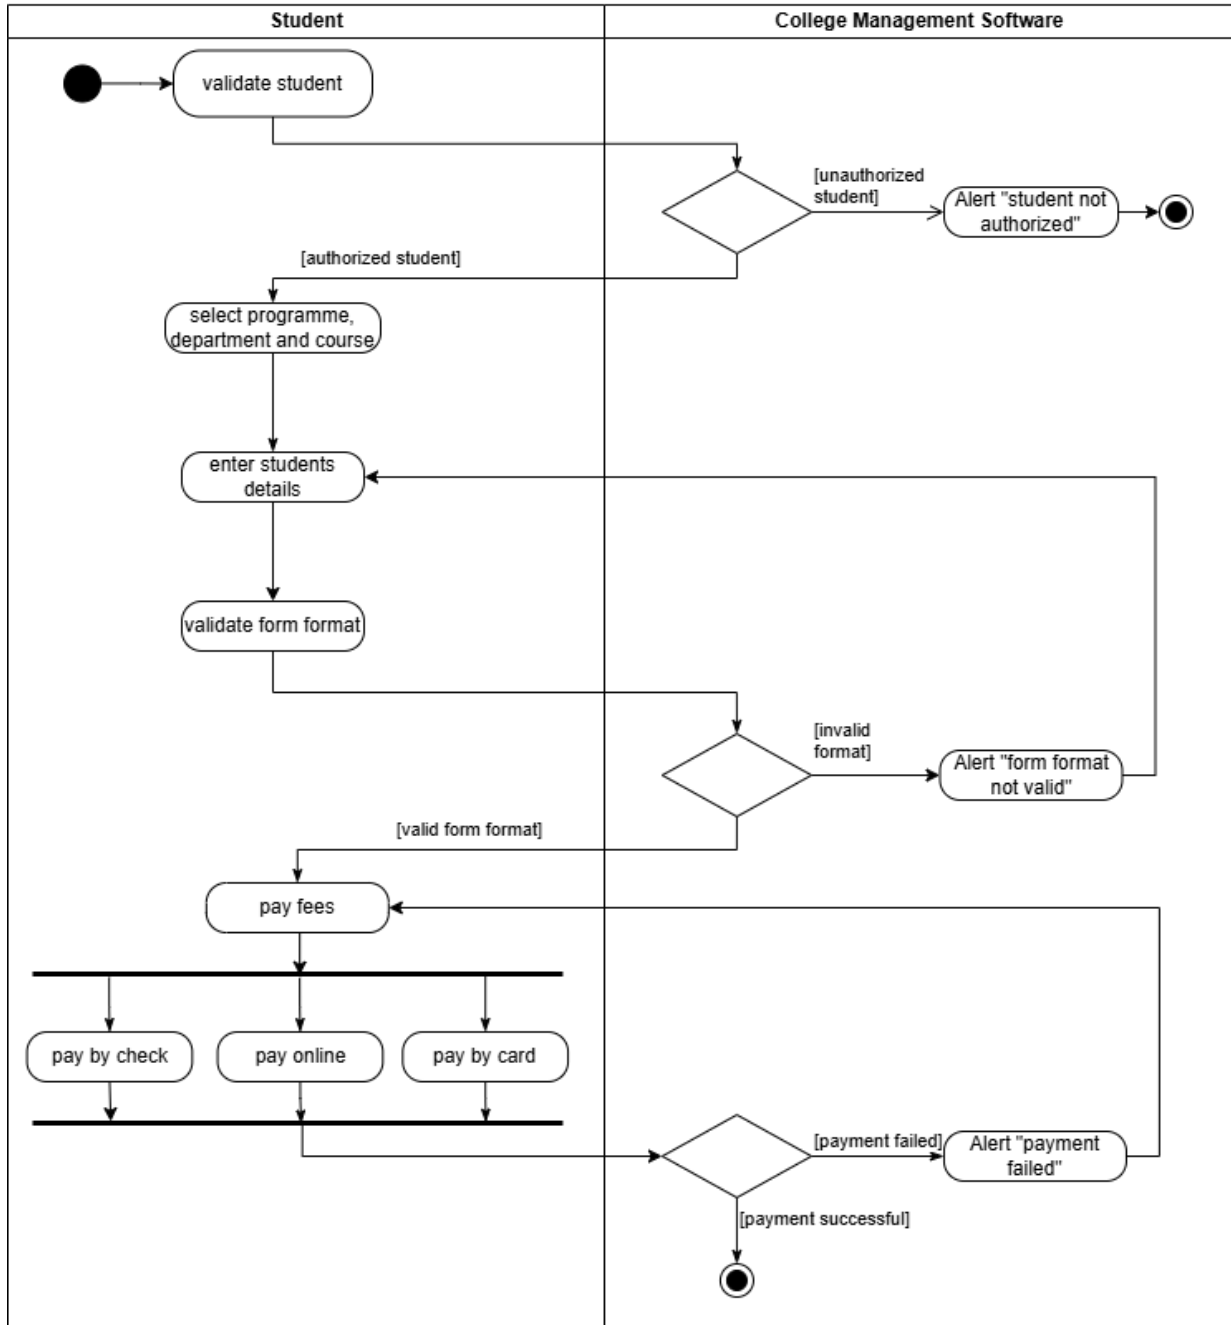 Student
College Management Software
validate student
[unauthorized
student]
Alert "student not
authorized"
[authorized student]
select programme,
department and course
enter students
details
validate form format
[invalid
format]
Alert "form format
not valid"
[valid form format]
pay fees
pay by check
pay online
pay by card
[payment failed]
Alert "payment
failed"
[payment successful]